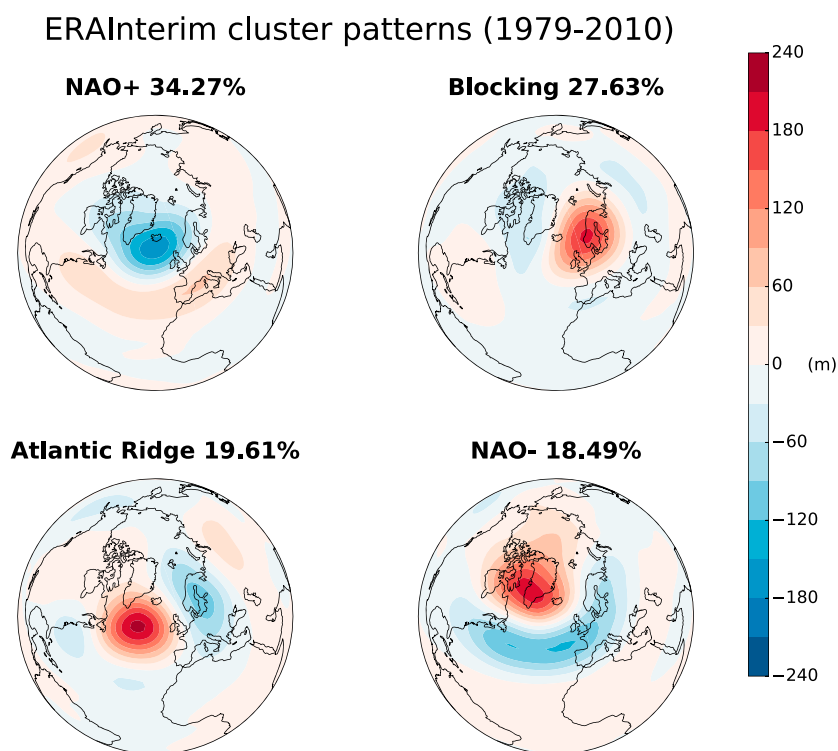 ERAInterim cluster patterns (1979-2010)
NAO+ 34.27%
Blocking 27.63%
Atlantic Ridge 19.61%
NAO- 18.49%
240
180
120
60
0 (m)
−60
−120
−180
−240